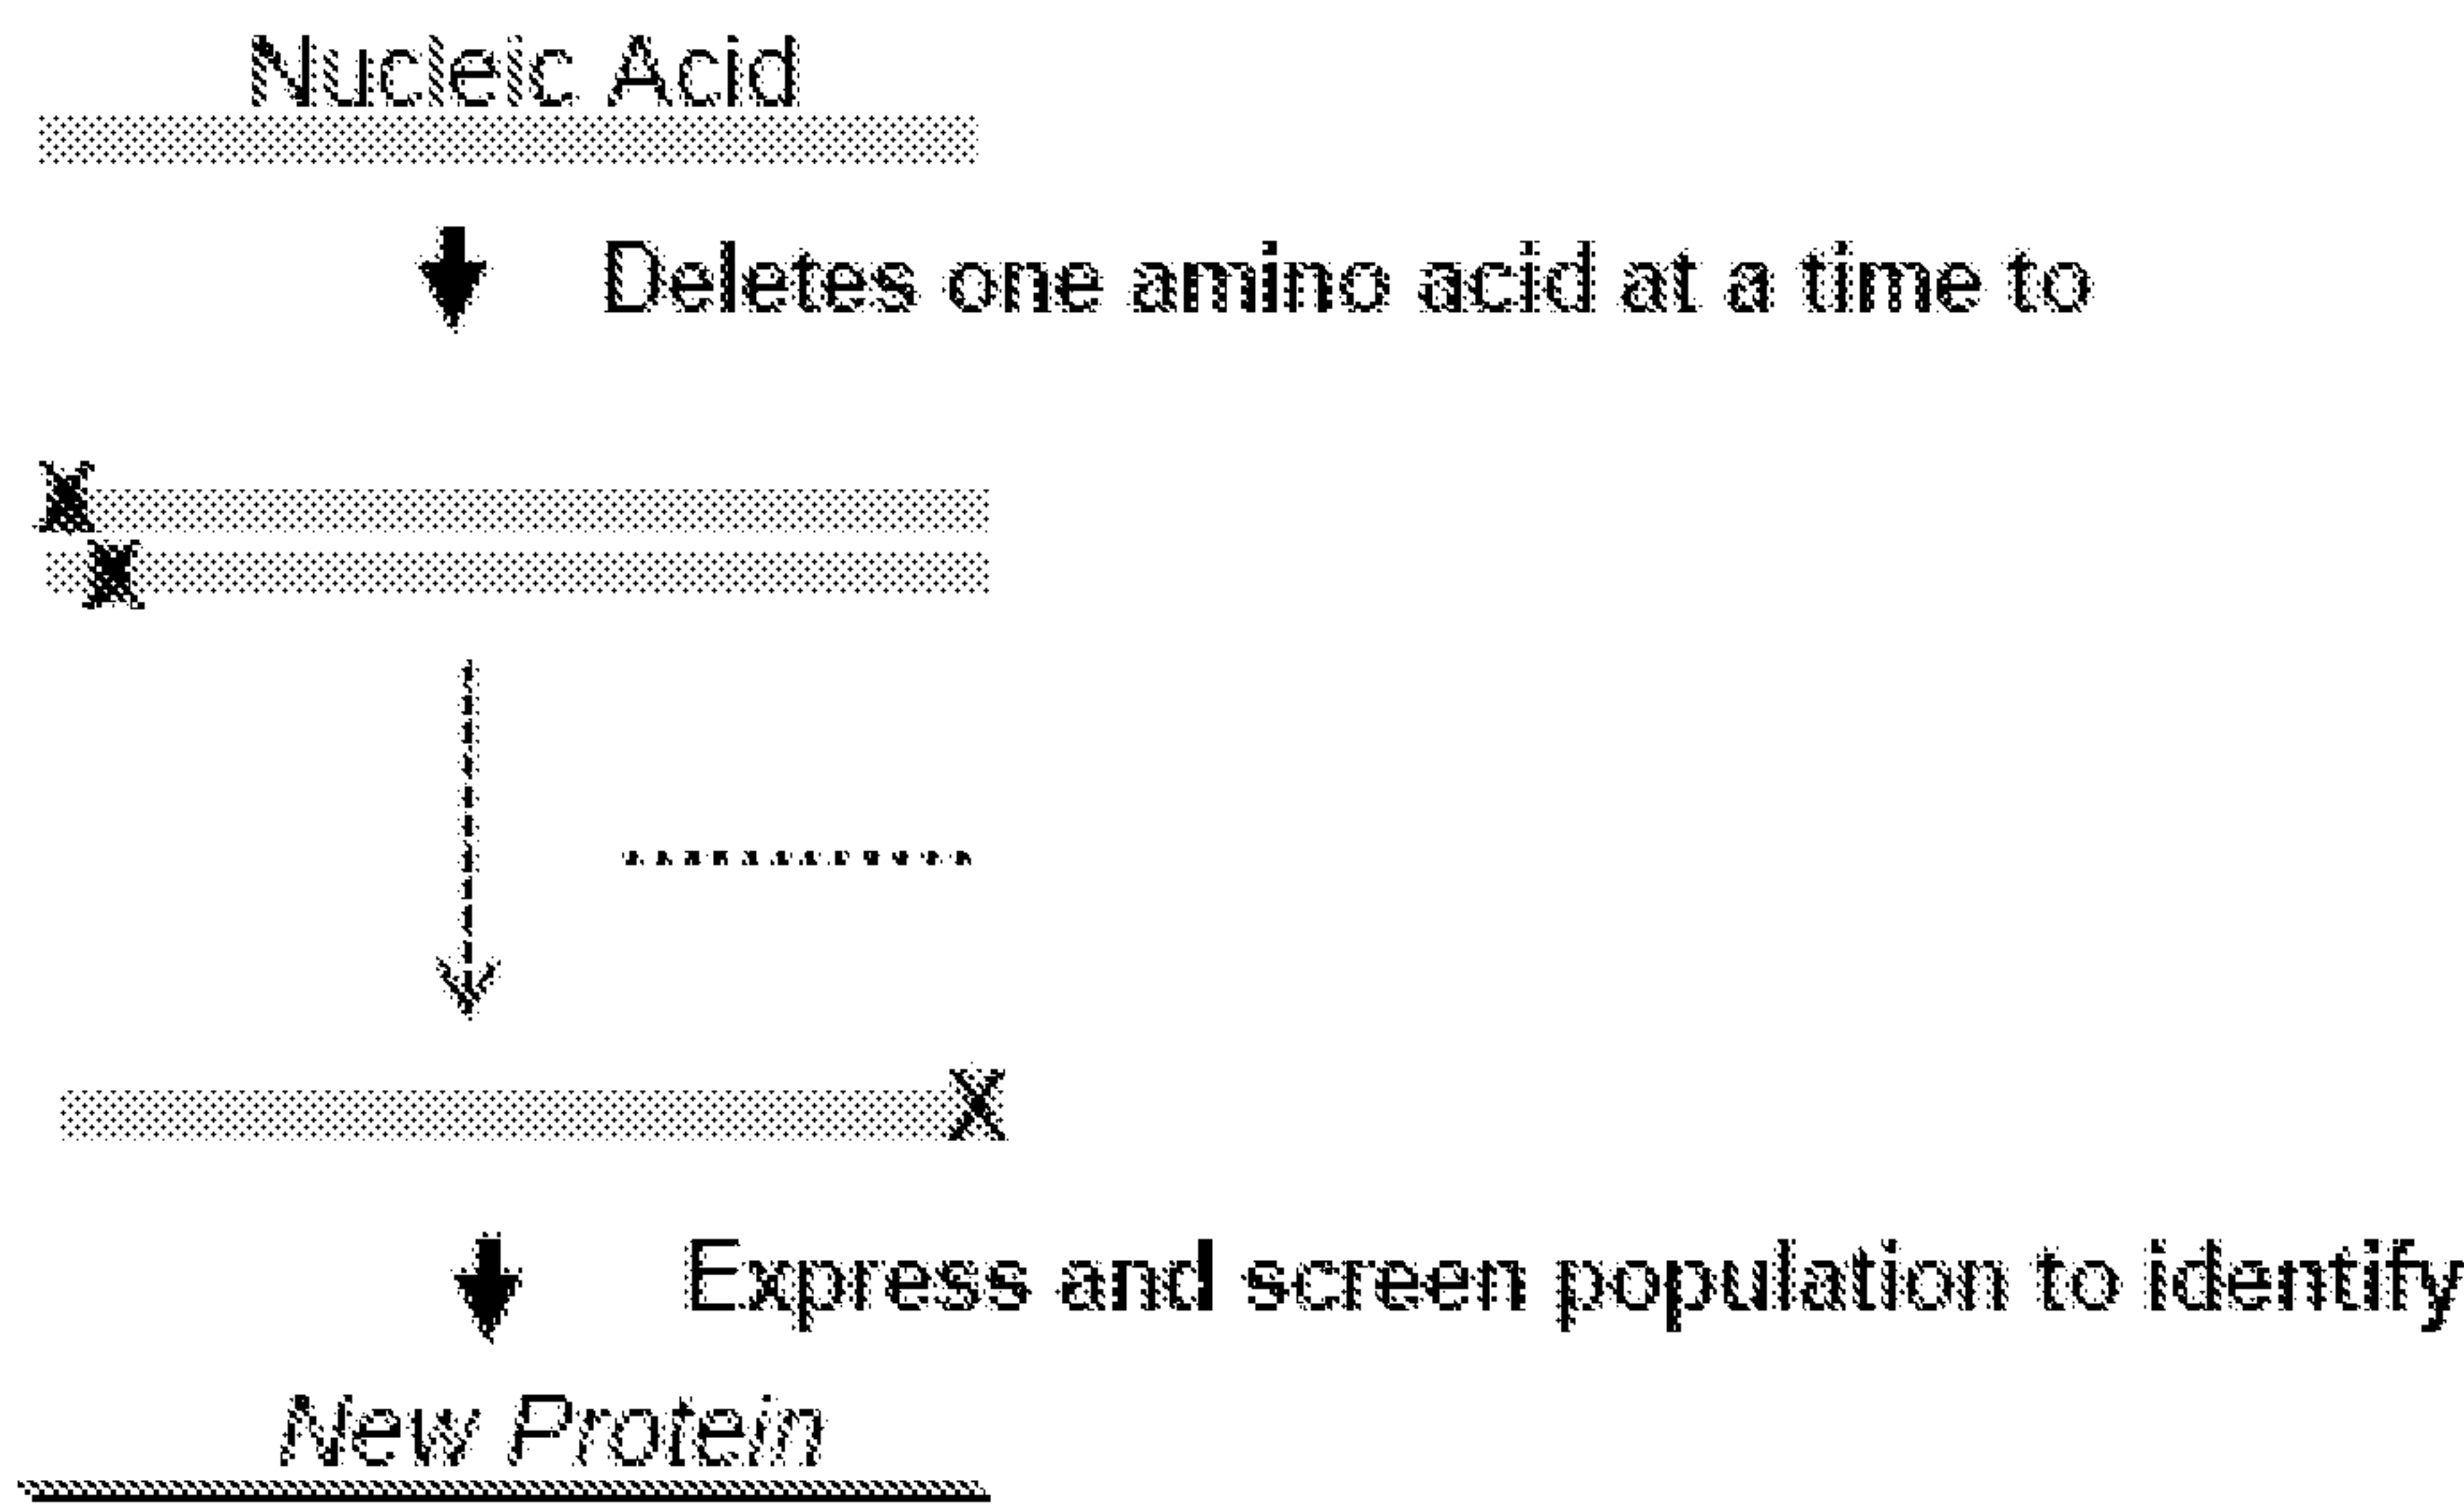 Nucleic Acid
Deletes one amino acid at a time to
X
X
X
Express and screen population to identify
New Protein